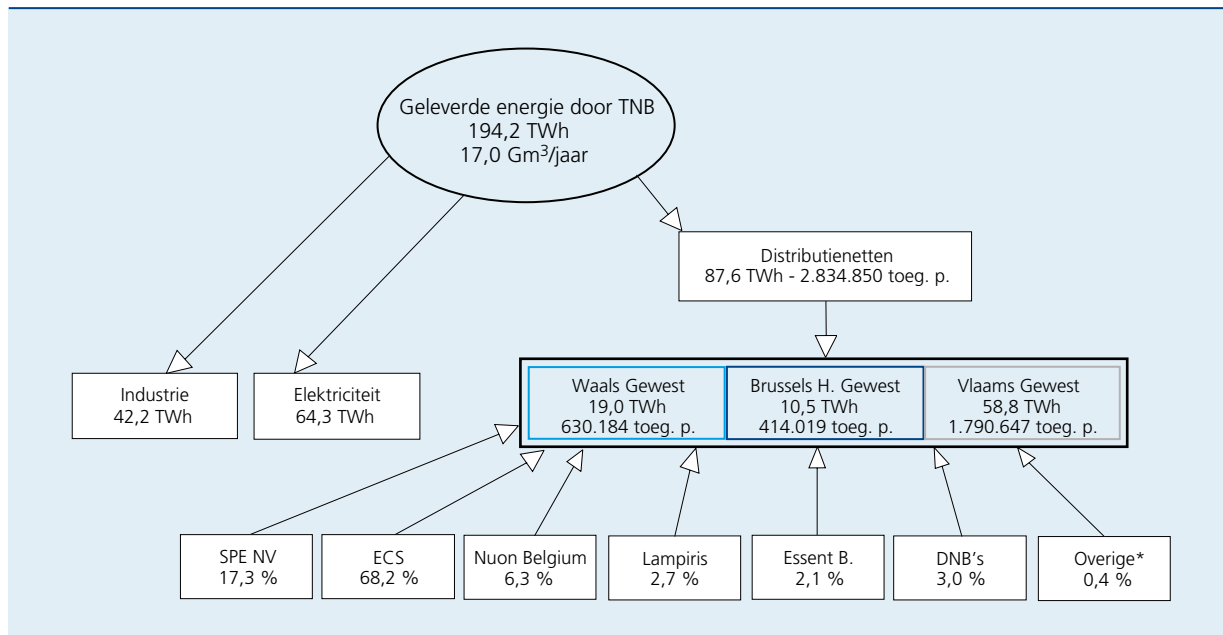 Geleverde energie door TNB
194,2 TWh
17,0 Gm³/jaar
Distributienetten
87,6 TWh - 2.834.850 toeg. p.
Industrie
42,2 TWh
Elektriciteit
64,3 TWh
Waals Gewest
19,0 TWh
630.184 toeg. p.
Brussels H. Gewest
10,5 TWh
414.019 toeg. p.
Vlaams Gewest
58,8 TWh
1.790.647 toeg. p.
SPE NV
17,3 %
ECS
68,2 %
Nuon Belgium
6,3 %
Lampiris
2,7 %
Essent B.
2,1 %
DNB's
3,0 %
Overige*
0,4 %